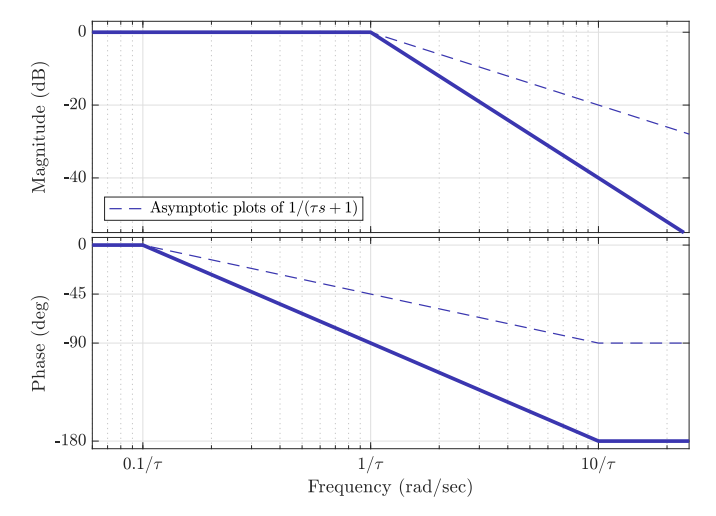 0
-20
-40
Magnitude (dB)
Asymptotic plots of 1/(τs + 1)
0
-45
-90
-180
Phase (deg)
0.1/τ
1/τ
10/τ
Frequency (rad/sec)